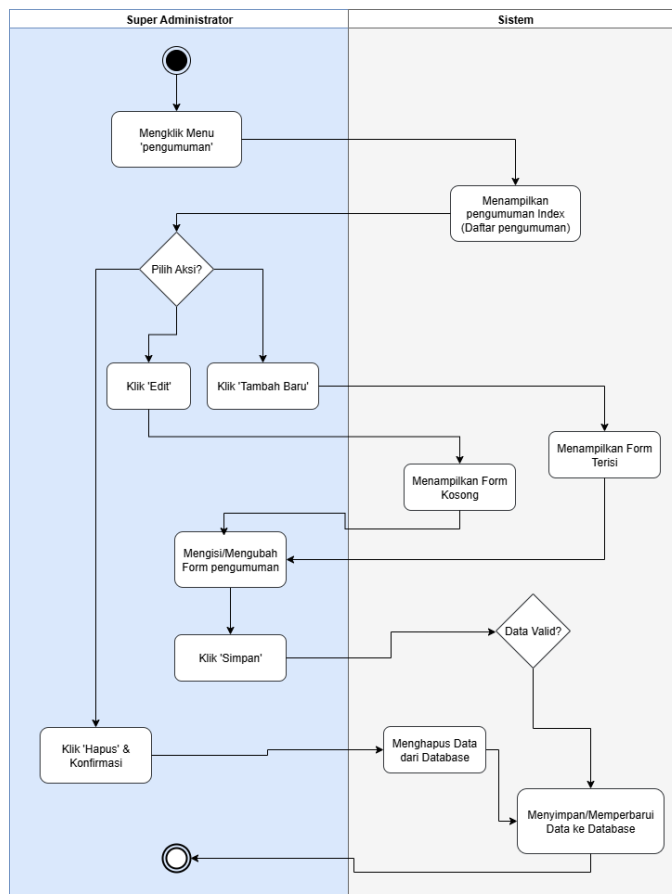 Super Administrator
Sistem
Mengklik Menu
'pengumuman'
Menampilkan
pengumuman Index
(Daftar pengumuman)
Pilih Aksi?
Klik 'Edit'
Klik 'Tambah Baru'
Menampilkan Form
Terisi
Menampilkan Form
Kosong
Mengisi/Mengubah
Form pengumuman
Data Valid?
Klik 'Simpan'
Klik 'Hapus' &
Konfirmasi
Menghapus Data
dari Database
Menyimpan/Memperbarui
Data ke Database